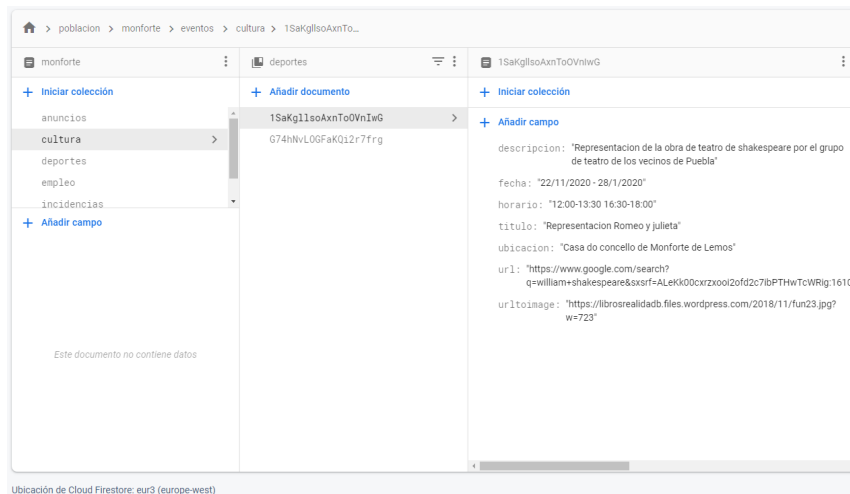 poblacion > monforte > eventos > cultura > 1SaKgllsoAxnTo...
monforte
deportes
1SaKgllsoAxnToOVnIwG
+ Iniciar colección
+ Añadir documento
+ Iniciar colección
anuncios
cultura
deportes
empleo
incidencias
+ Añadir campo
Este documento no contiene datos
1SaKgllsoAxnToOVnIwG
G74hNvLOGFaKQi2r7frg
+ Añadir campo
descripcion: "Representacion de la obra de teatro de shakespeare por el grupo
de teatro de los vecinos de Puebla"
fecha: "22/11/2020 - 28/1/2020"
horario: "12:00-13:30 16:30-18:00"
titulo: "Representacion Romeo y julieta"
ubicacion: "Casa do concello de Monforte de Lemos"
url: "https://www.google.com/search?
q=william+shakespeare&sxsrf=ALeKk00cxrzxooi2ofd2c7ibPTHwTcWRig:1610
urltoimage: "https://librosrealidadb.files.wordpress.com/2018/11/fun23.jpg?
w=723"
Ubicación de Cloud Firestore: eur3 (europe-west)